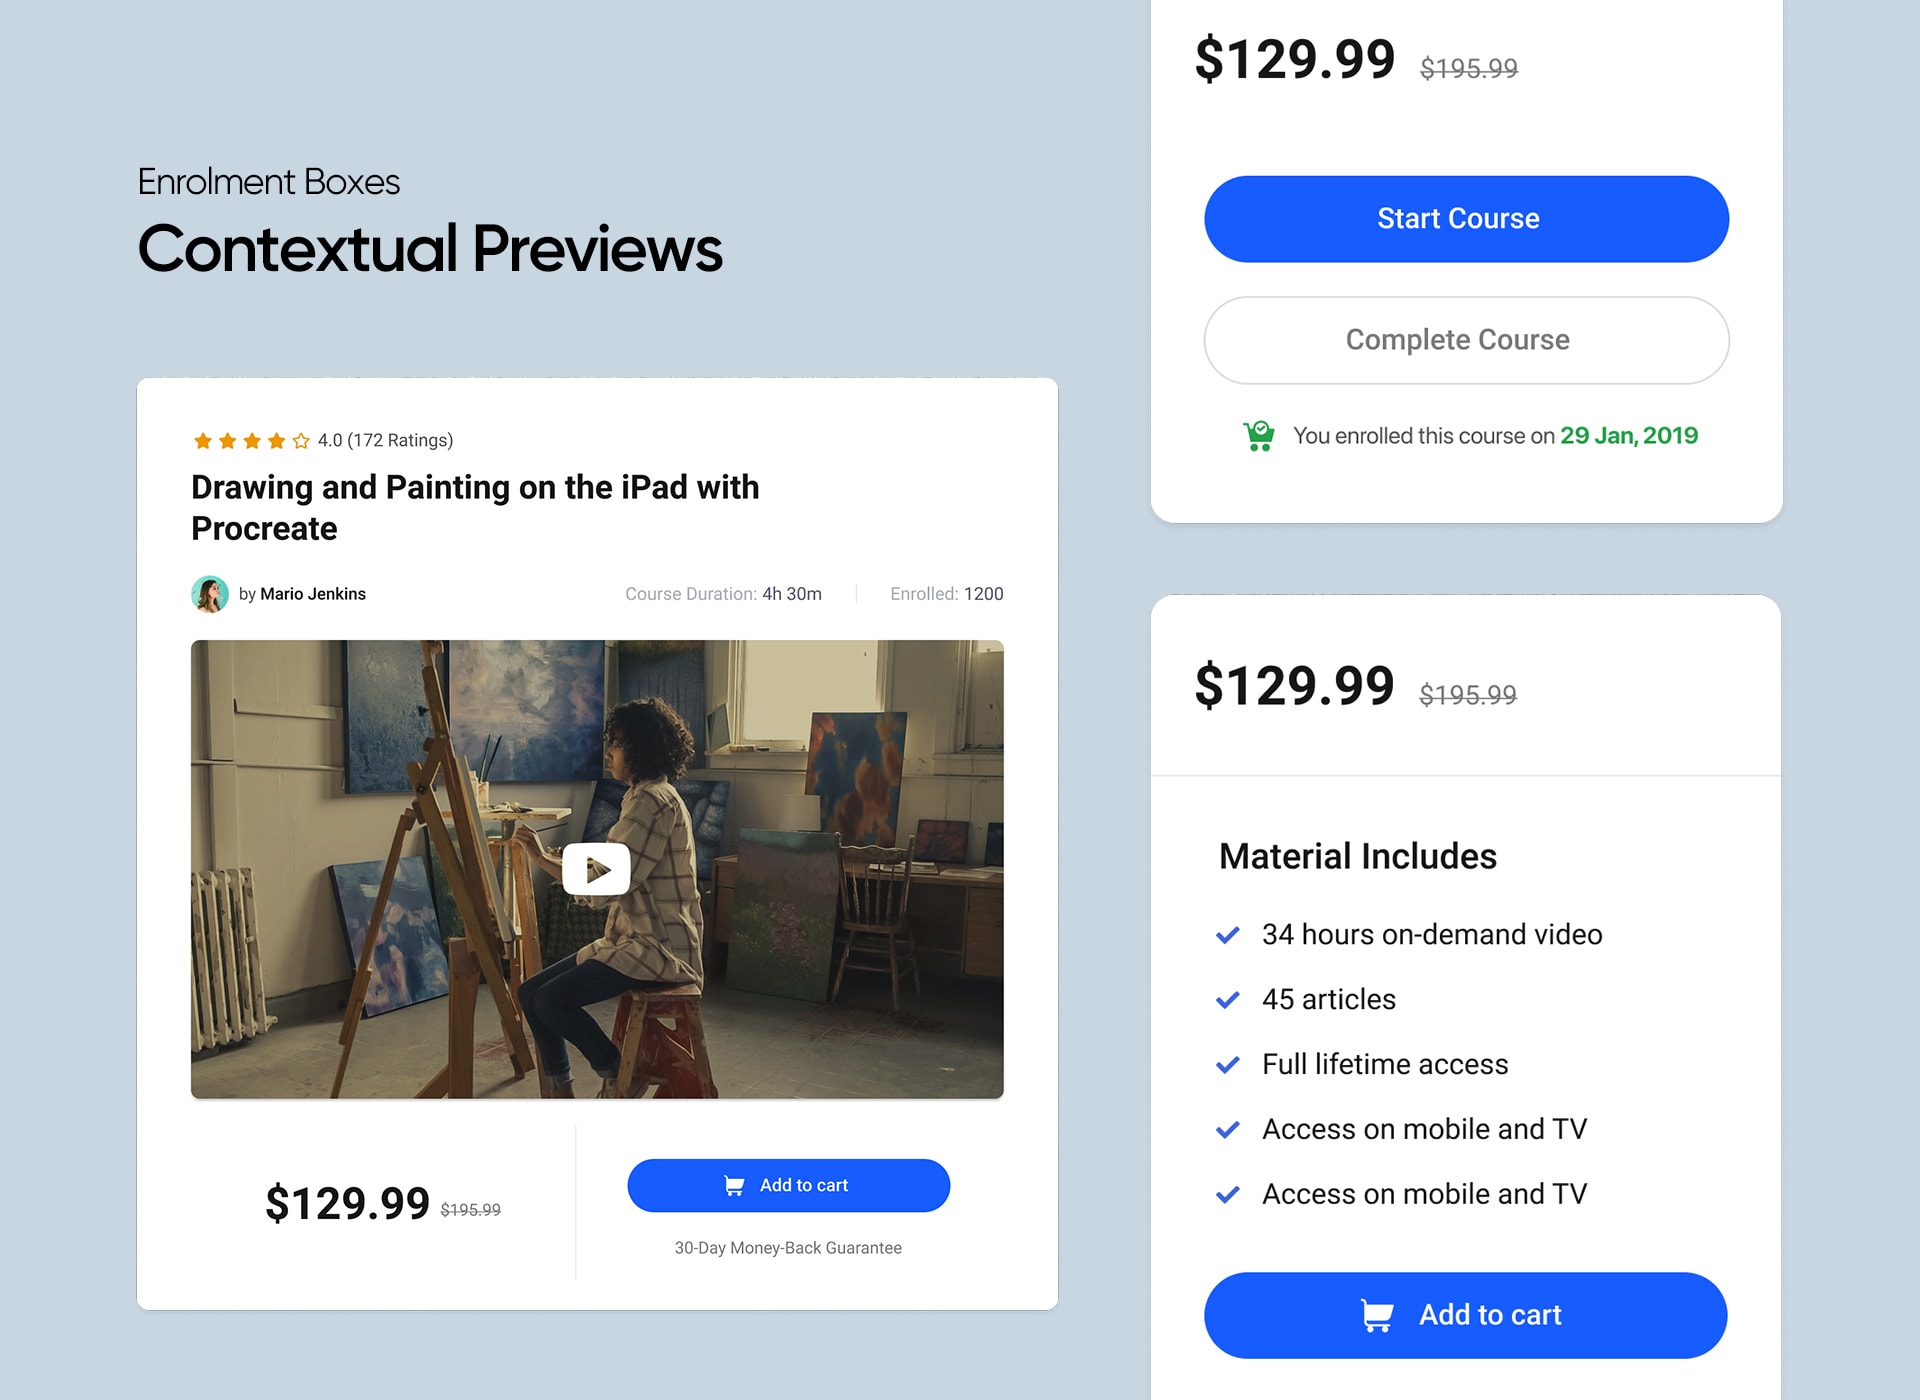 Enrolment Boxes
Contextual Previews
4.0 (172 Ratings)
Drawing and Painting on the iPad with
Procreate
by Mario Jenkins
Course Duration: 4h 30m
Enrolled: 1200
$129.99 $195.99
Add to cart
30-Day Money-Back Guarantee
$129.99 $195.99
Start Course
Complete Course
You enrolled this course on 29 Jan, 2019
$129.99 $195.99
Material Includes
34 hours on-demand video
45 articles
Full lifetime access
Access on mobile and TV
Access on mobile and TV
Add to cart